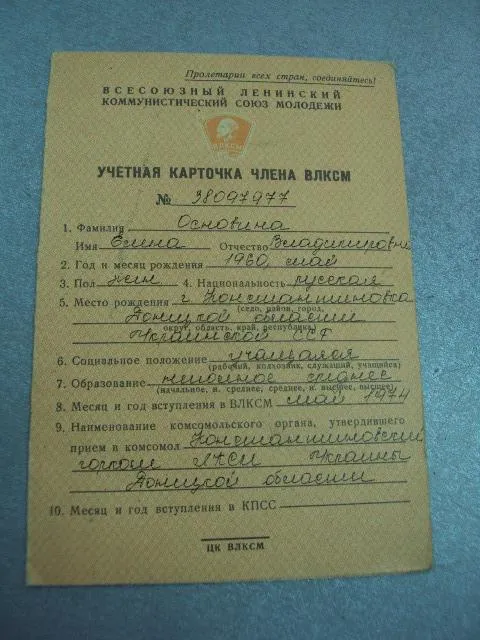 Пролетарии всех стран, соединяйтесь!
ВСЕСОЮЗНЫЙ ЛЕНИНСКИЙ
КОММУНИСТИЧЕСКИЙ СОЮЗ МОЛОДЕЖИ
ВЛКСМ
УЧЕТНАЯ КАРТОЧКА ЧЛЕНА ВЛКСМ
№ 38097977
1. Фамилия Основина
Имя Елена Отчество Владимировна
2. Год и месяц рождения 1960, май
3. Пол жен 4. Национальность русская
5. Место рождения г. Константиновка
(село, район, город,
Донецкой области
округ, область, край, республика)
Украинской ССР
6. Социальное положение учащаяся
(рабочий, колхозник, служащий, учащийся)
7. Образование неполное среднее
(начальное, н. среднее, среднее, н. высшее, высшее)
8. Месяц и год вступления в ВЛКСМ май 1974
9. Наименование комсомольского органа, утвердившего
прием в комсомол Константиновский
горком ЛКСМ Украины
Донецкой области
10. Месяц и год вступления в КПСС
ЦК ВЛКСМ